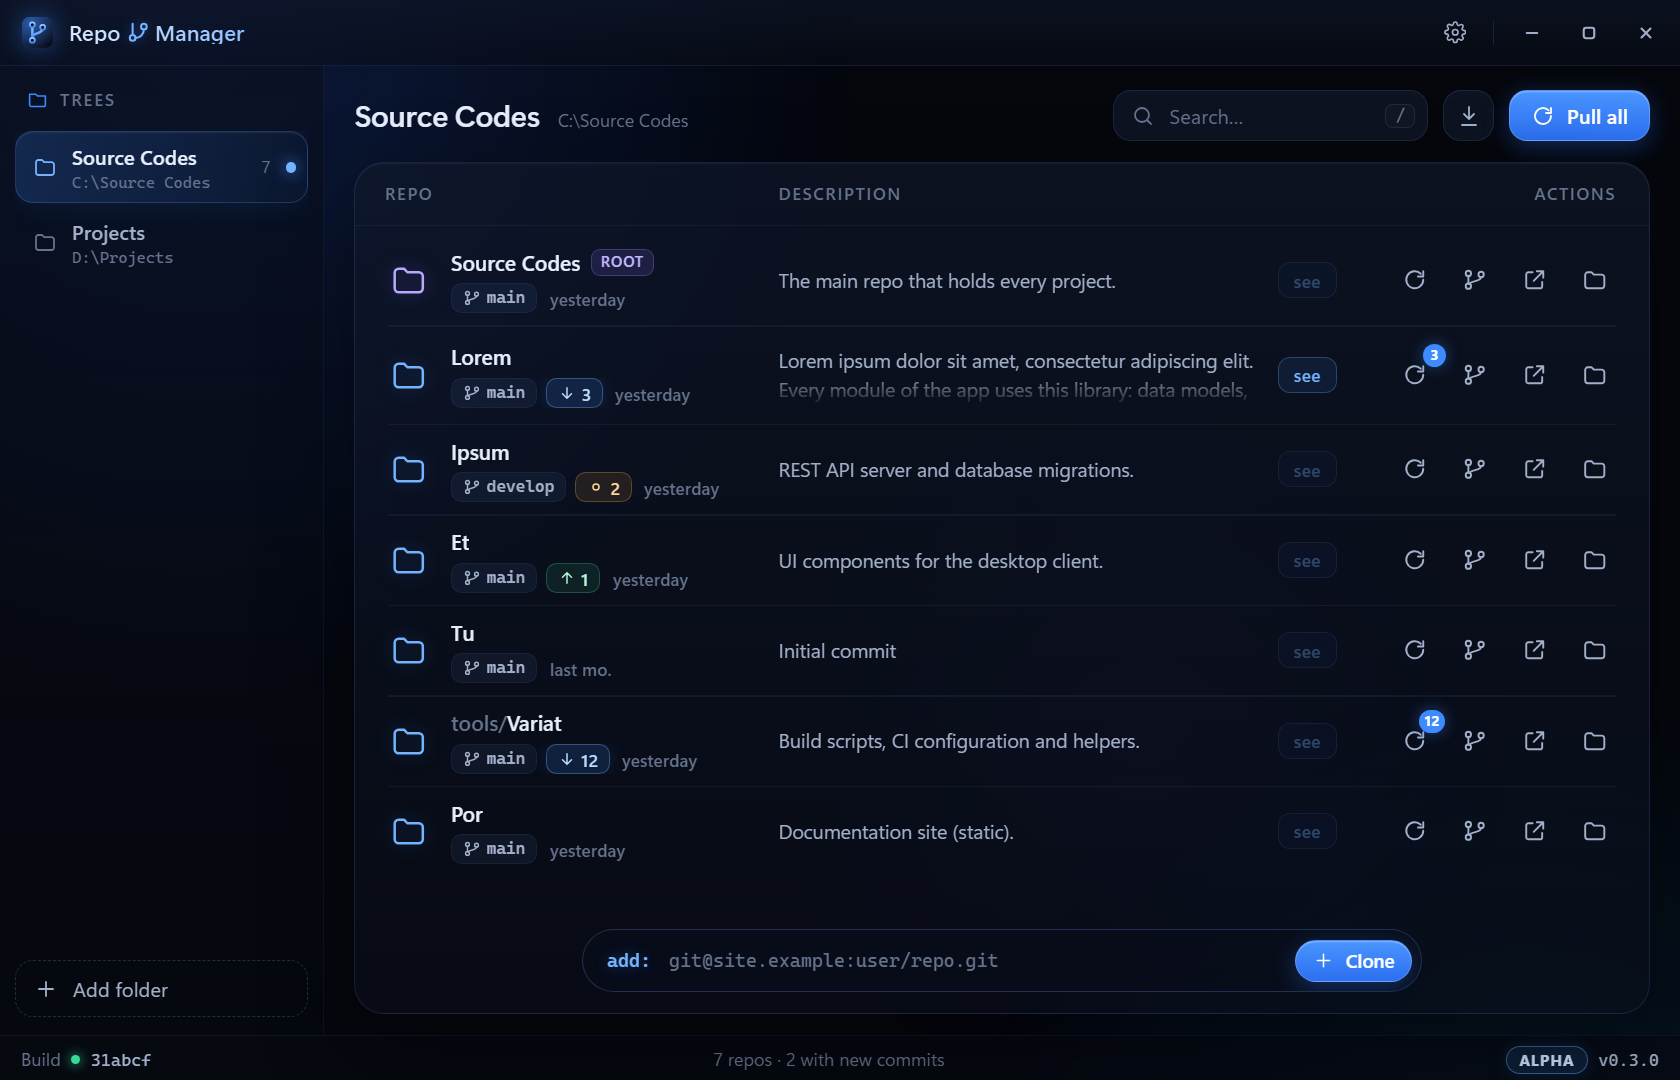 Repo Manager
TREES
Source Codes
C:\Source Codes
7
Projects
D:\Projects
Add folder
Source Codes C:\Source Codes
Search... /
Pull all
REPO DESCRIPTION ACTIONS
Source Codes ROOT
main yesterday
The main repo that holds every project.
see
Lorem
main 3 yesterday
Lorem ipsum dolor sit amet, consectetur adipiscing elit.
Every module of the app uses this library: data models,
see
3
Ipsum
develop 2 yesterday
REST API server and database migrations.
see
Et
main 1 yesterday
UI components for the desktop client.
see
Tu
main last mo.
Initial commit
see
tools/Variat
main 12 yesterday
Build scripts, CI configuration and helpers.
see
12
Por
main yesterday
Documentation site (static).
see
add: git@site.example:user/repo.git
Clone
Build 31abcf
7 repos · 2 with new commits
ALPHA v0.3.0